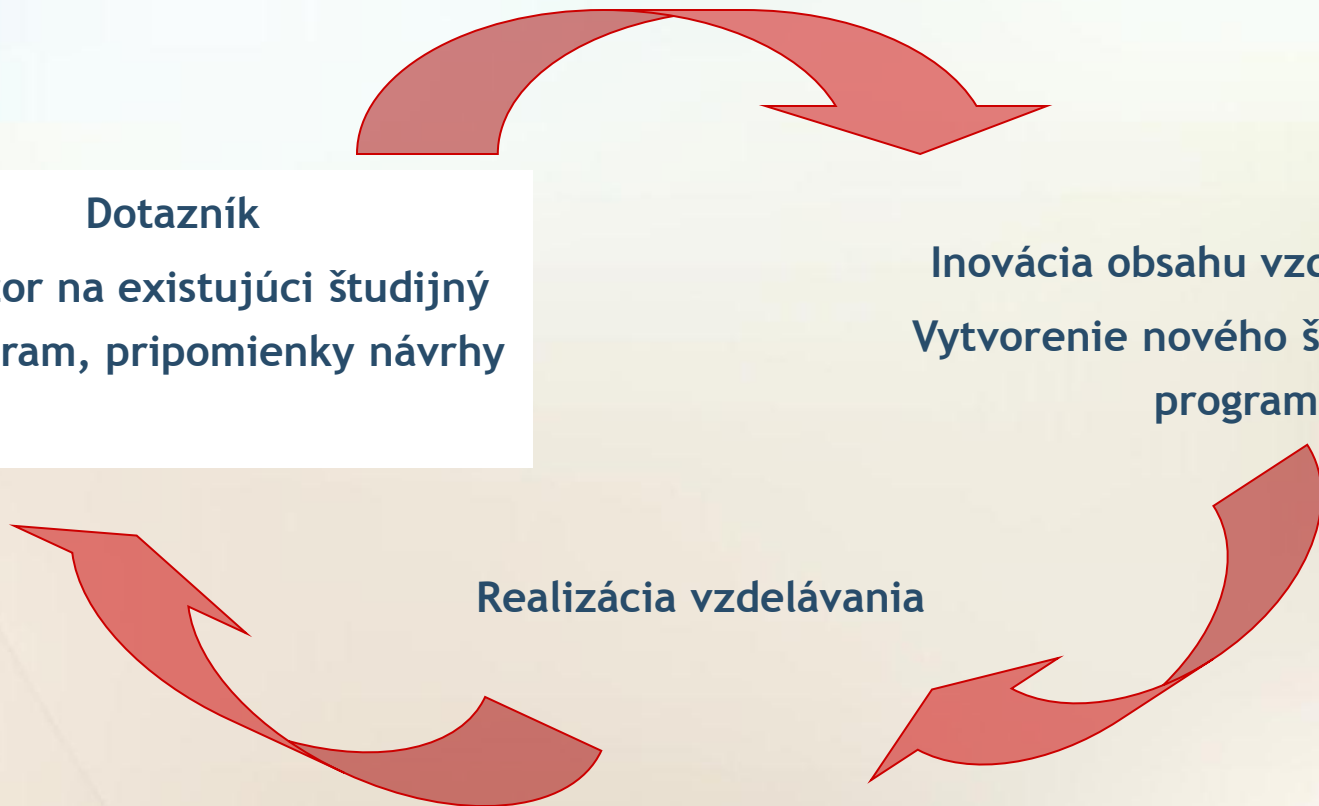 Dotazník
or na existujúci študijný
ram, pripomienky návrhy
Inovácia obsahu vzd
Vytvorenie nového š
program
Realizácia vzdelávania